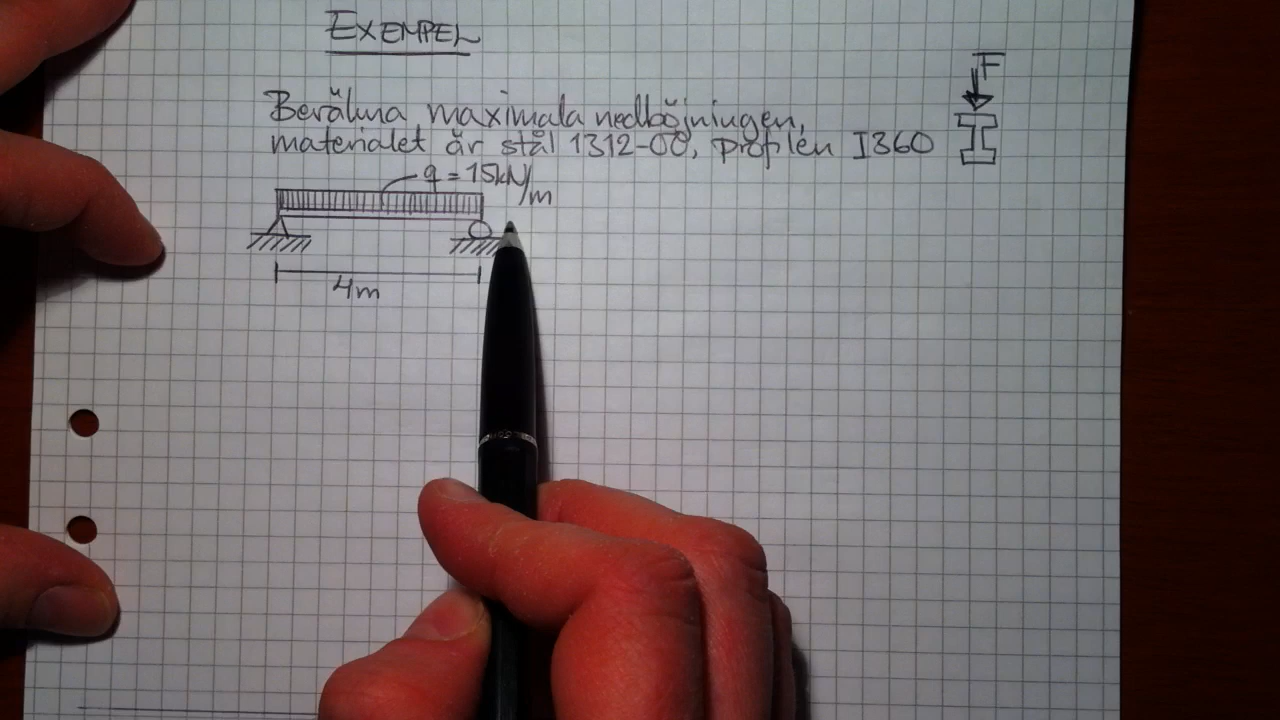 EXEMPEL
F
Beräkna maximala nedböjningen,
materialet är stål 1312-00, profilen I360
q = 15kN/m
4m